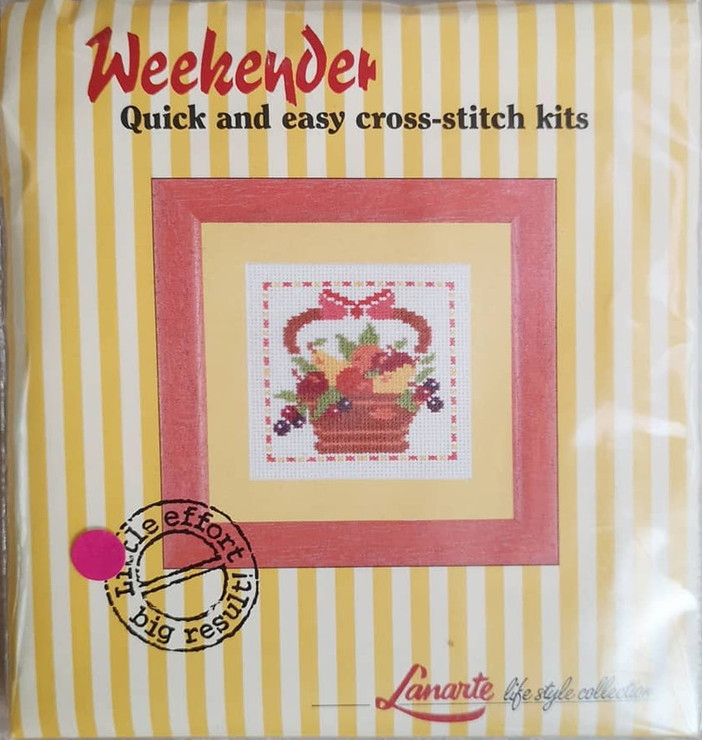 Weekender
Quick and easy cross-stitch kits
Little effort
big result!
Lanarte life style collection